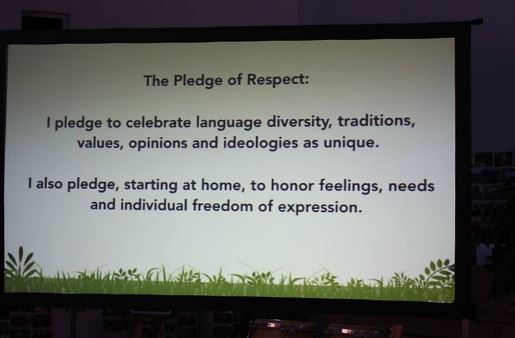 The Pledge of Respect:
I pledge to celebrate language diversity, traditions,
values, opinions and ideologies as unique.
I also pledge, starting at home, to honor feelings, needs
and individual freedom of expression.